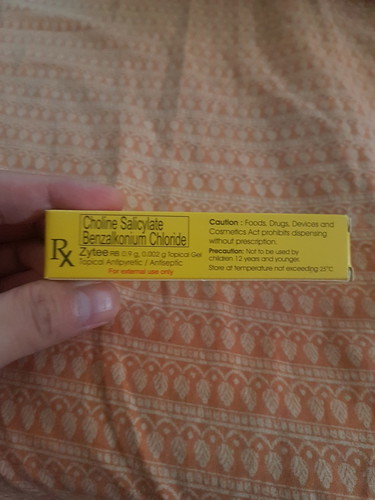 Rx
Choline Salicylate
Benzalkonium Chloride
Zytee RB 0.9 g, 0.002 g Topical Gel
Topical Antipyretic / Antiseptic
For external use only
Caution : Foods, Drugs, Devices and
Cosmetics Act prohibits dispensing
without prescription.
Precaution: Not to be used by
children 12 years and younger.
Store at temperature not exceeding 25°C